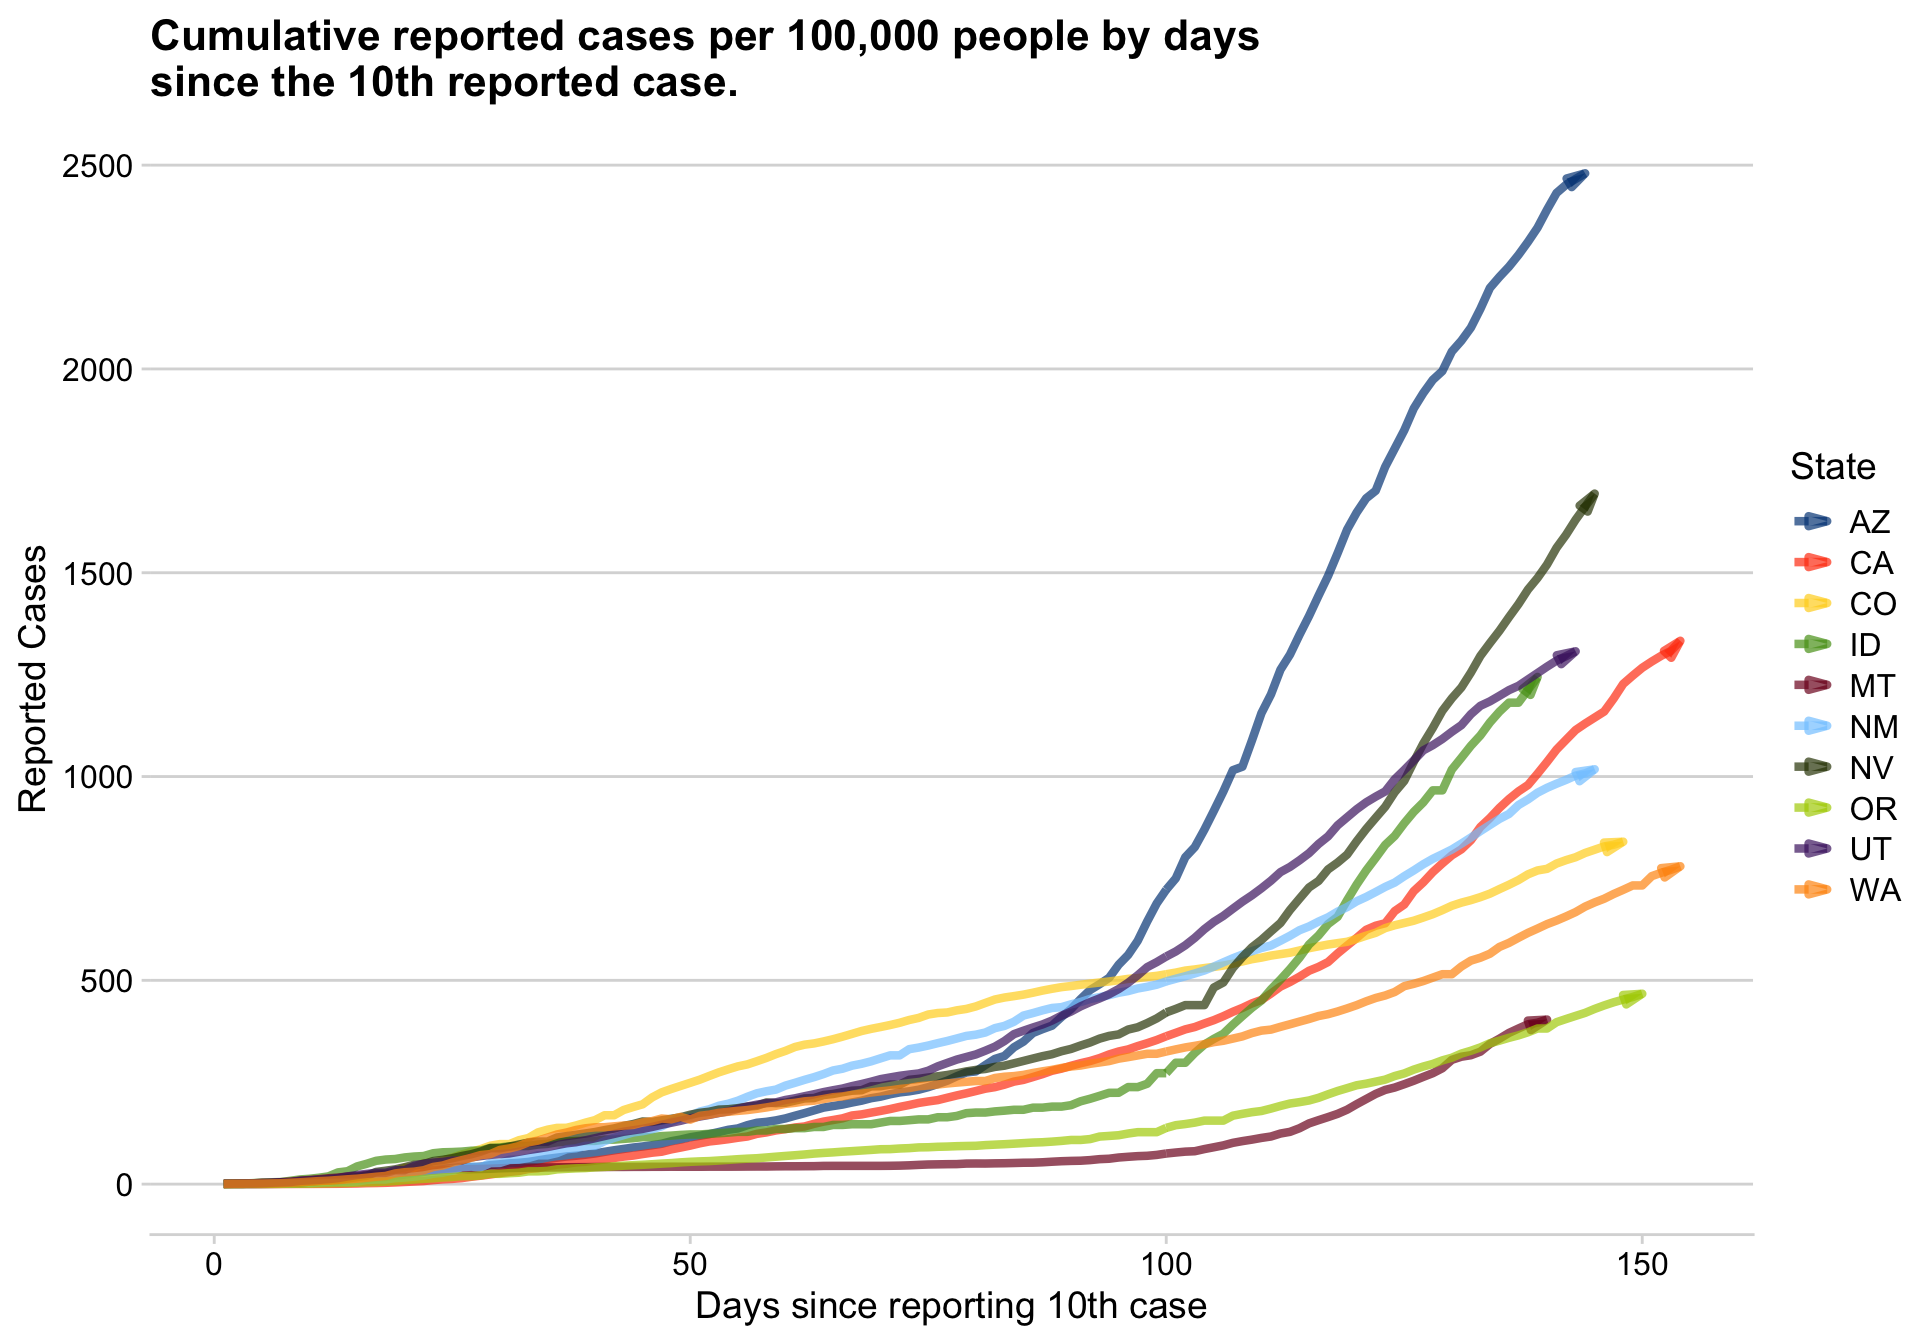 Cumulative reported cases per 100,000 people by days
since the 10th reported case.
2500
2000
1500
1000
500
0
Reported Cases
0
50
100
150
Days since reporting 10th case
State
AZ
CA
CO
ID
MT
NM
NV
OR
UT
WA